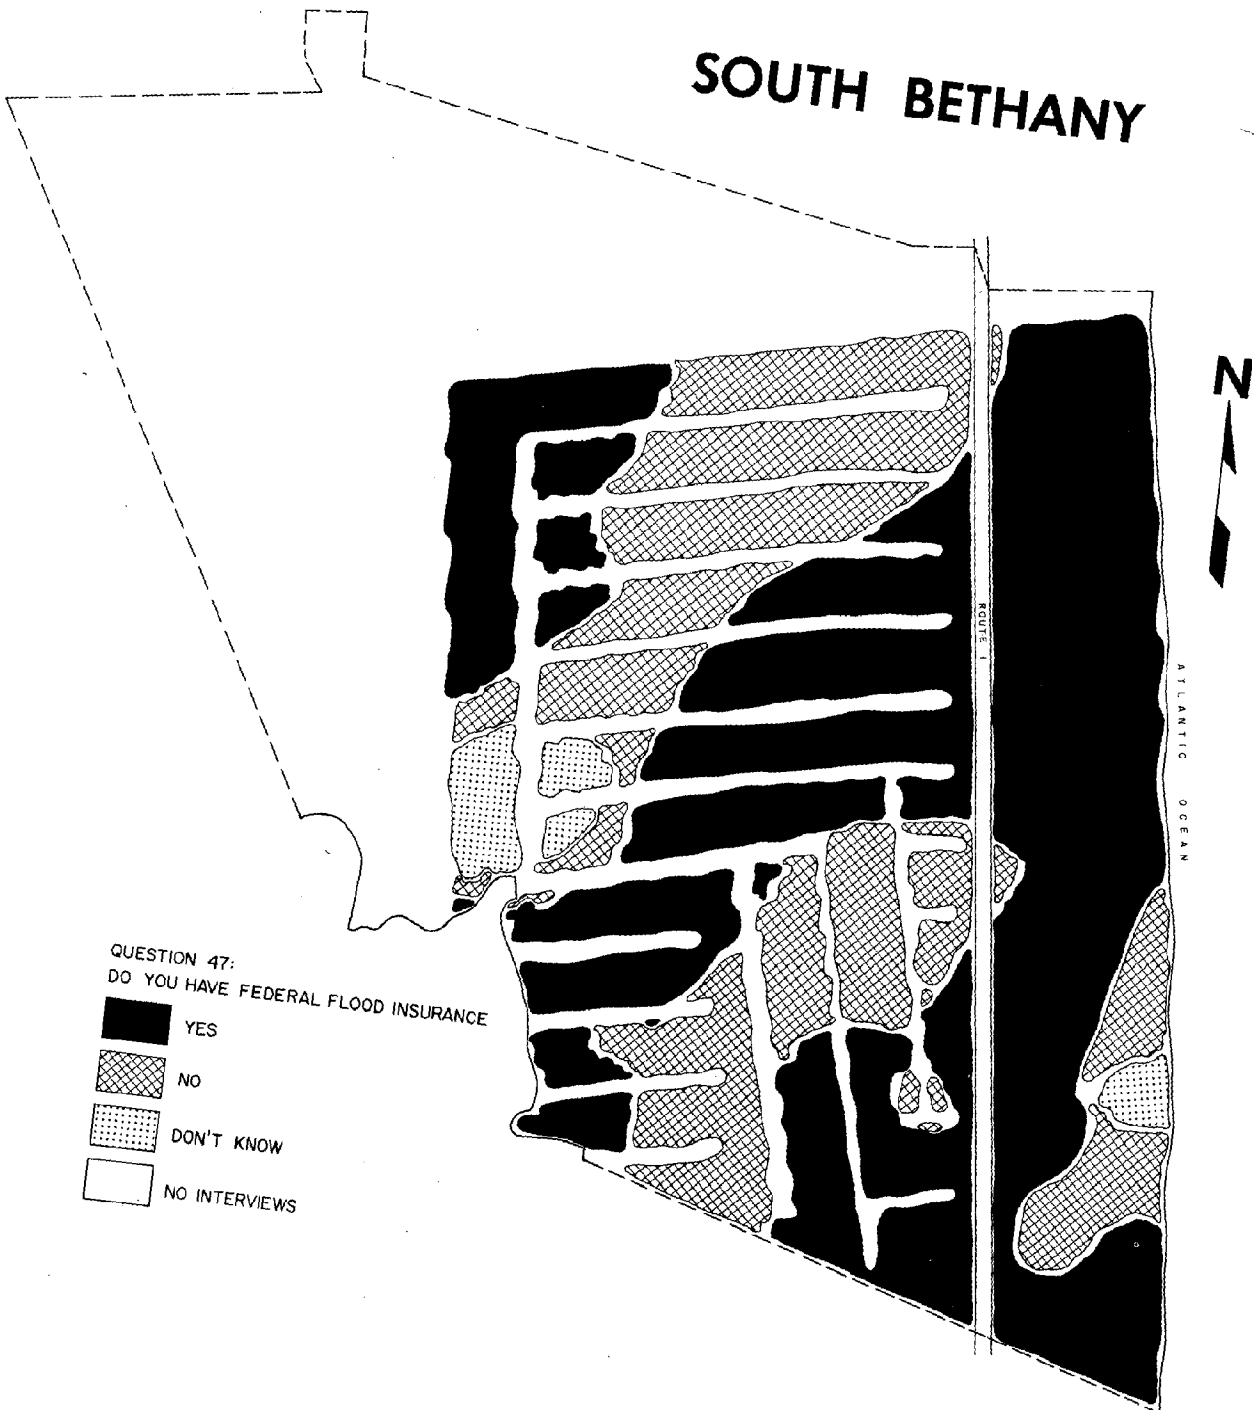 SOUTH BETHANY
N
ROUTE 1
ATLANTIC OCEAN
QUESTION 47:
DO YOU HAVE FEDERAL FLOOD INSURANCE
YES
NO
DON'T KNOW
NO INTERVIEWS